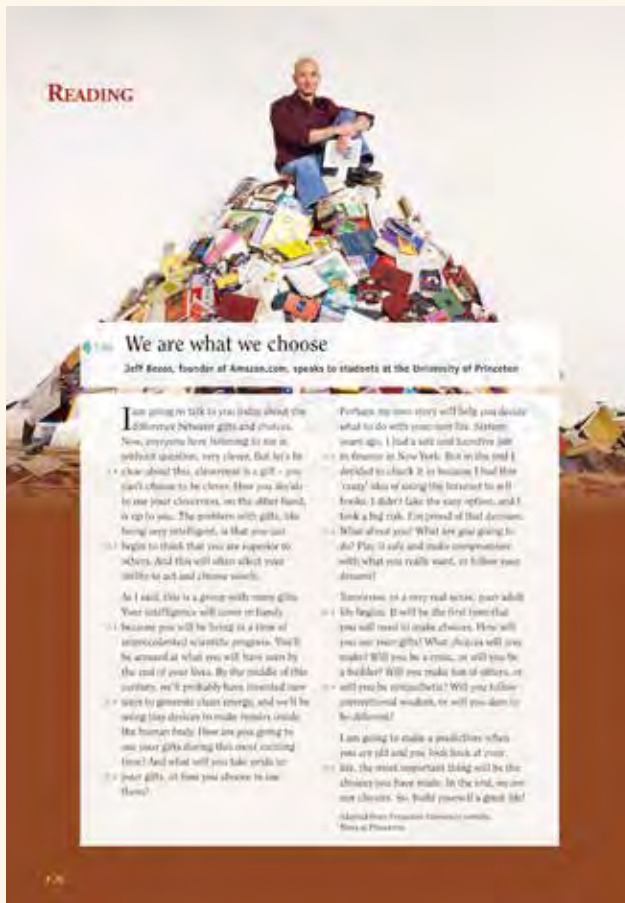 READING
We are what we choose
Jeff Bezos, founder of Amazon.com, speaks to students at the University of Princeton
I am going to talk to you today about the
difference between gifts and choices.
Now, everyone here listening to me is,
without question, very clever. But let's be
clear about this, cleverness is a gift – you
can't choose to be clever. How you decide
to use your cleverness, on the other hand,
is up to you. The problem with gifts, like
being very intelligent, is that you can
begin to think that you are superior to
others. And this will often affect your
ability to act and choose wisely.
As I said, this is a group with many gifts.
Your intelligence will come in handy
because you will be living in a time of
unprecedented scientific progress. You'll
be amazed at what you will have seen by
the end of your lives. By the middle of this
century, we'll probably have invented new
ways to generate clean energy, and we'll be
using tiny devices to make repairs inside
the human body. How are you going to
use your gifts during this most exciting
time? And what will you take pride in:
your gifts, or how you choose to use
them?
Perhaps my own story will help you decide
what to do with your own life. Sixteen
years ago, I had a safe and lucrative job
in finance in New York. But in the end I
decided to chuck it in because I had this
'crazy' idea of using the Internet to sell
books. I didn't take the easy option, and I
took a big risk. I'm proud of that decision.
What about you? What are you going to
do? Play it safe and make compromises
with what you really want, or follow your
dreams?
Tomorrow, in a very real sense, your adult
life begins. It will be the first time that
you will need to make choices. How will
you use your gifts? What choices will you
make? Will you be a cynic, or will you be
a builder? Will you make fun of others, or
will you be sympathetic? Will you follow
conventional wisdom, or will you dare to
be different?
I am going to make a prediction: when
you are old and you look back at your
life, the most important thing will be the
choices you have made. In the end, we are
our choices. So, build yourself a great life!
Adapted from Princeton University website,
News at Princeton